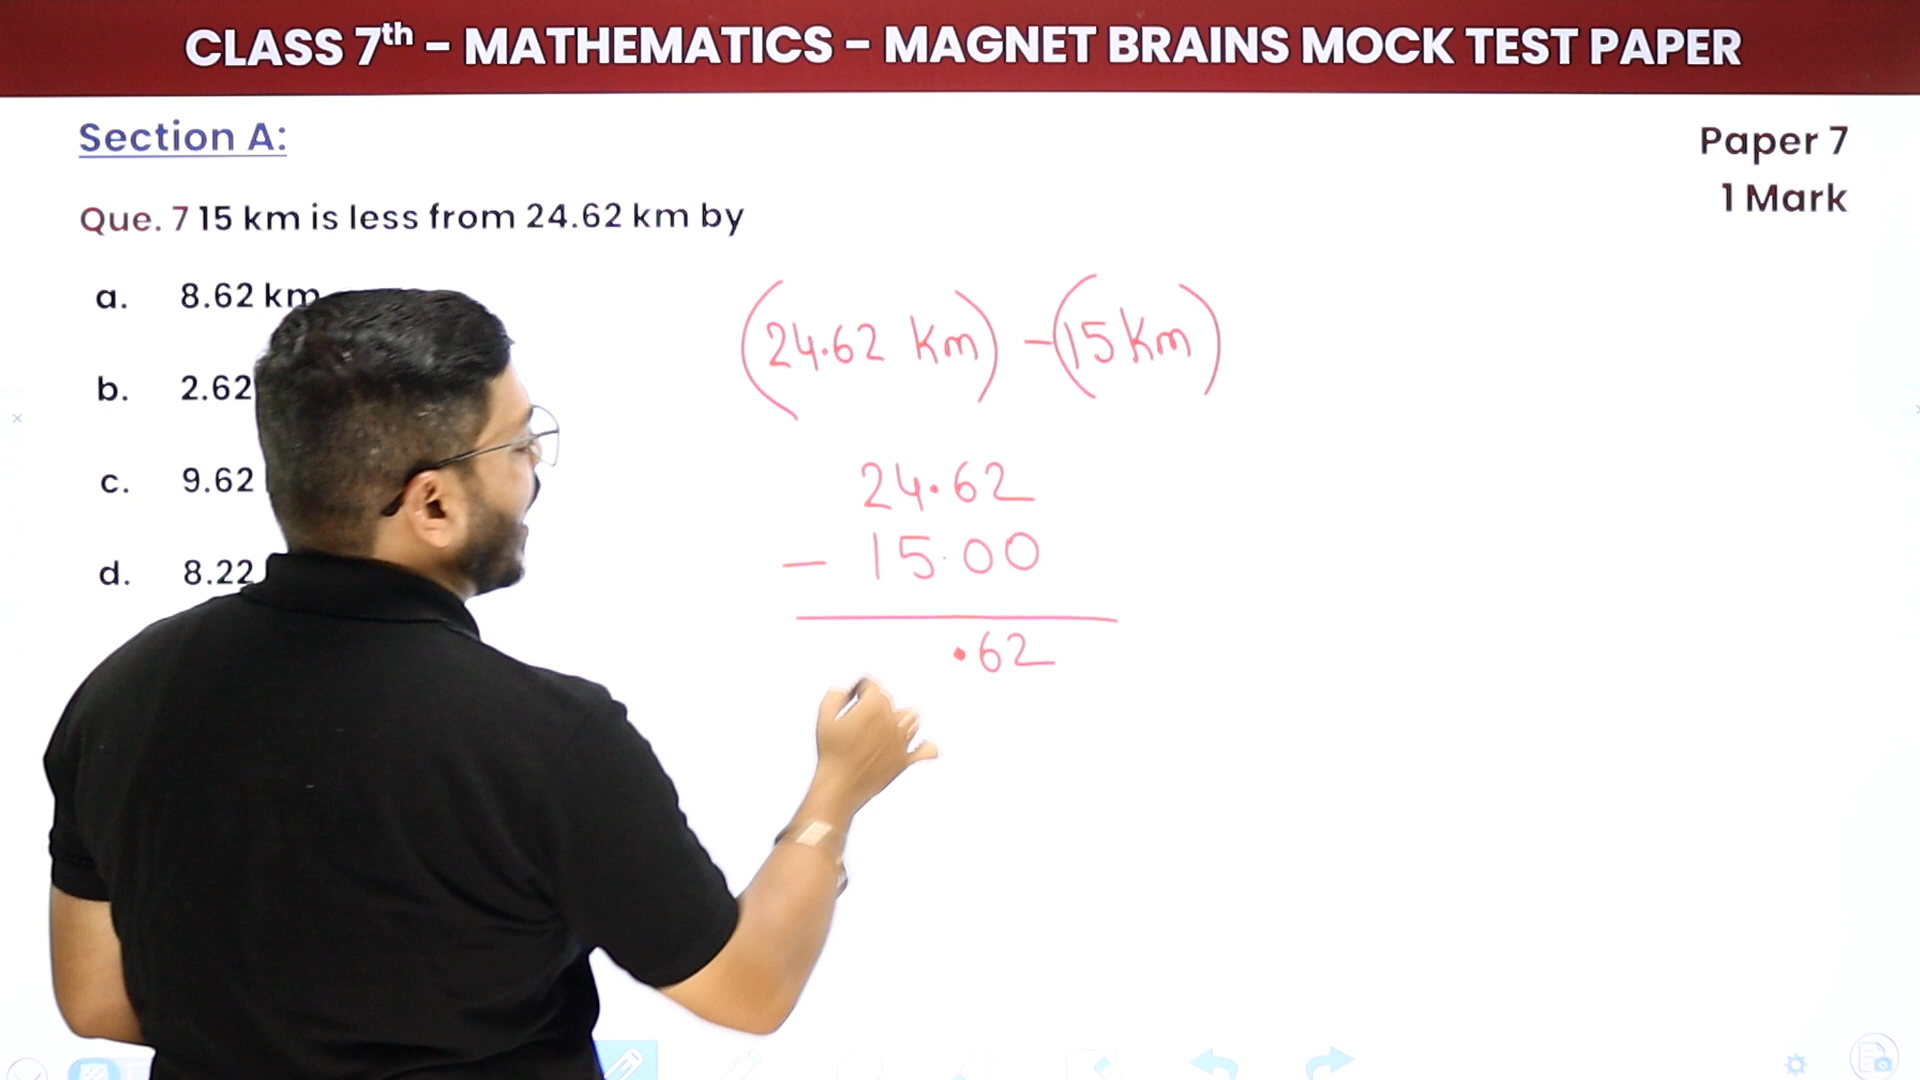 CLASS 7th – MATHEMATICS – MAGNET BRAINS MOCK TEST PAPER
Section A:
Paper 7
1 Mark
Que. 7 15 km is less from 24.62 km by
a. 8.62 km
b. 2.62
c. 9.62
d. 8.22
(24.62 Km) - (15 Km)
24.62
- 15.00
.62